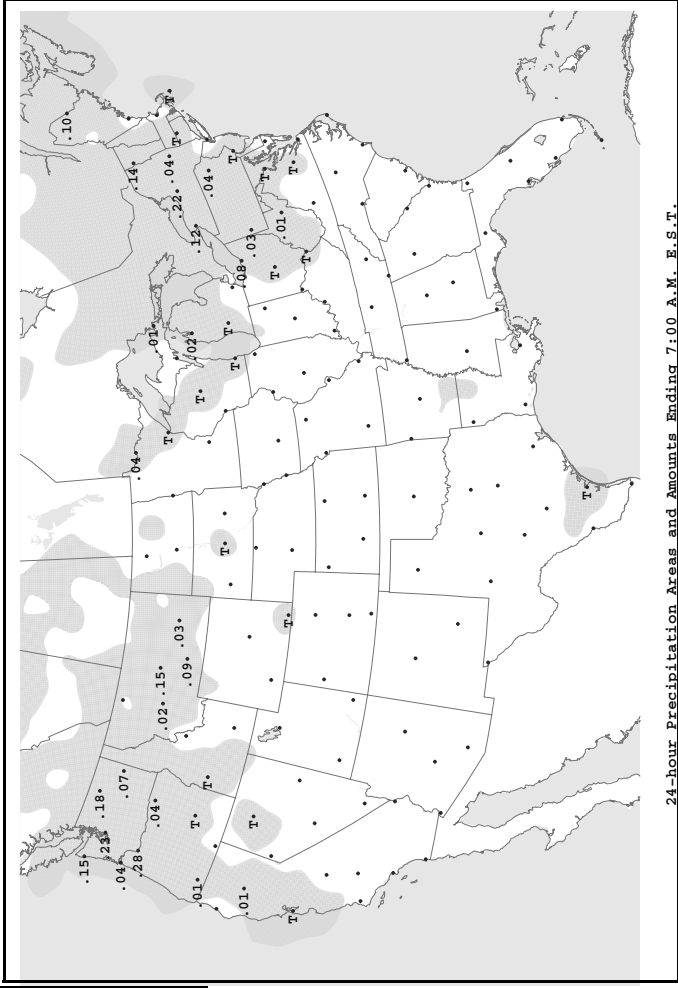 .10
.15
.18
.23
.04
.07
.14
.04
.28
.01
.04
.15
.02
T
.04
T
T
.22
.03
.09
.02
T
.12
.01
T
T
.04
T
T
T
T
.08
.01
.03
T
T
T
.01
T
T
T
T
T
24-hour Precipitation Areas and Amounts Ending 7:00 A.M. E.S.T.